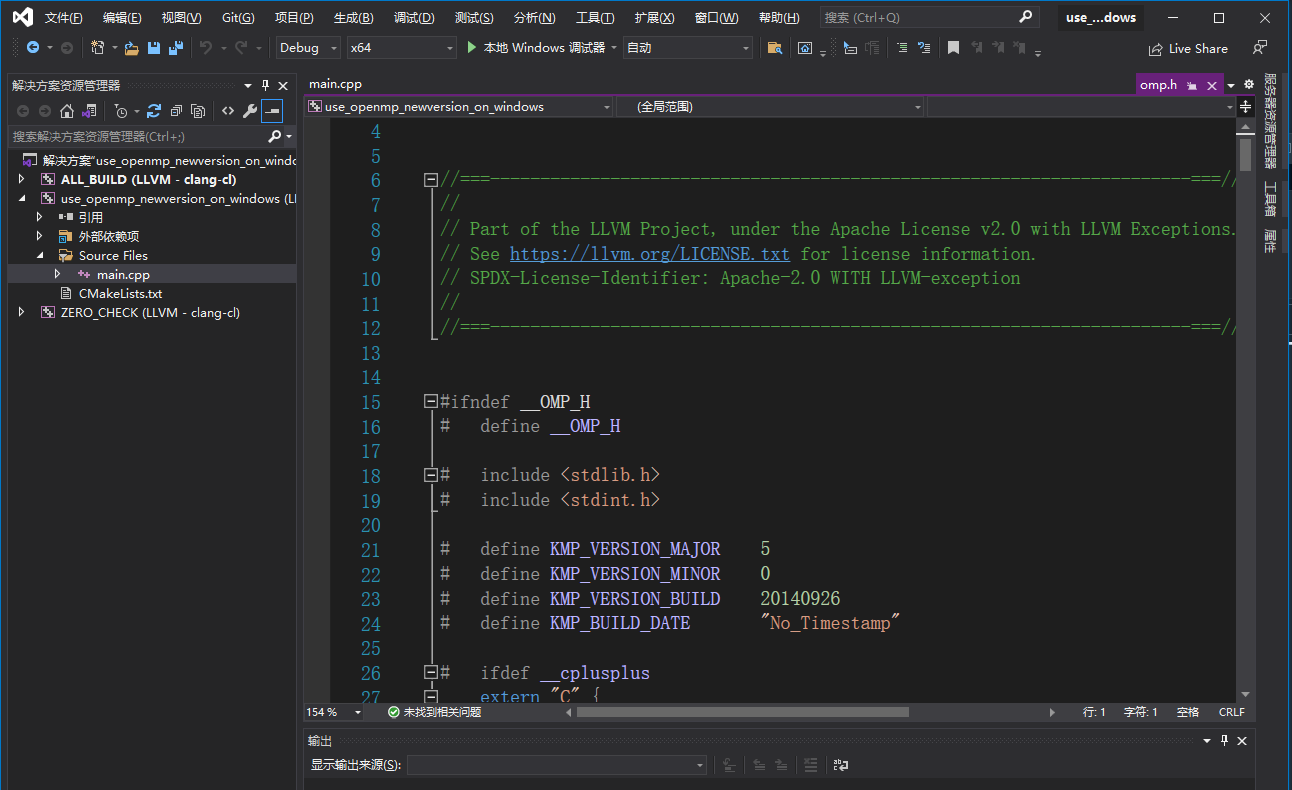 文件(F) 编辑(E) 视图(V) Git(G) 项目(P) 生成(B) 调试(D) 测试(S) 分析(N) 工具(T) 扩展(X) 窗口(W) 帮助(H) 搜索 (Ctrl+Q) use_...dows
Debug x64 本地 Windows 调试器 自动 Live Share
解决方案资源管理器
搜索解决方案资源管理器(Ctrl+;)
解决方案"use_openmp_newversion_on_windo
ALL_BUILD (LLVM - clang-cl)
use_openmp_newversion_on_windows (LI
引用
外部依赖项
Source Files
main.cpp
CMakeLists.txt
ZERO_CHECK (LLVM - clang-cl)
main.cpp omp.h
use_openmp_newversion_on_windows (全局范围)
4
5
6 //===----------------------------------------------------------------------===//
7 //
8 // Part of the LLVM Project, under the Apache License v2.0 with LLVM Exceptions.
9 // See https://llvm.org/LICENSE.txt for license information.
10 // SPDX-License-Identifier: Apache-2.0 WITH LLVM-exception
11 //
12 //===----------------------------------------------------------------------===//
13
14
15 #ifndef __OMP_H
16 #   define __OMP_H
17
18 #   include <stdlib.h>
19 #   include <stdint.h>
20
21 #   define KMP_VERSION_MAJOR    5
22 #   define KMP_VERSION_MINOR    0
23 #   define KMP_VERSION_BUILD    20140926
24 #   define KMP_BUILD_DATE       "No_Timestamp"
25
26 #   ifdef __cplusplus
27     extern "C" {
154 % 未找到相关问题 行: 1 字符: 1 空格 CRLF
输出
显示输出来源(S):
服务器资源管理器
工具箱
属性